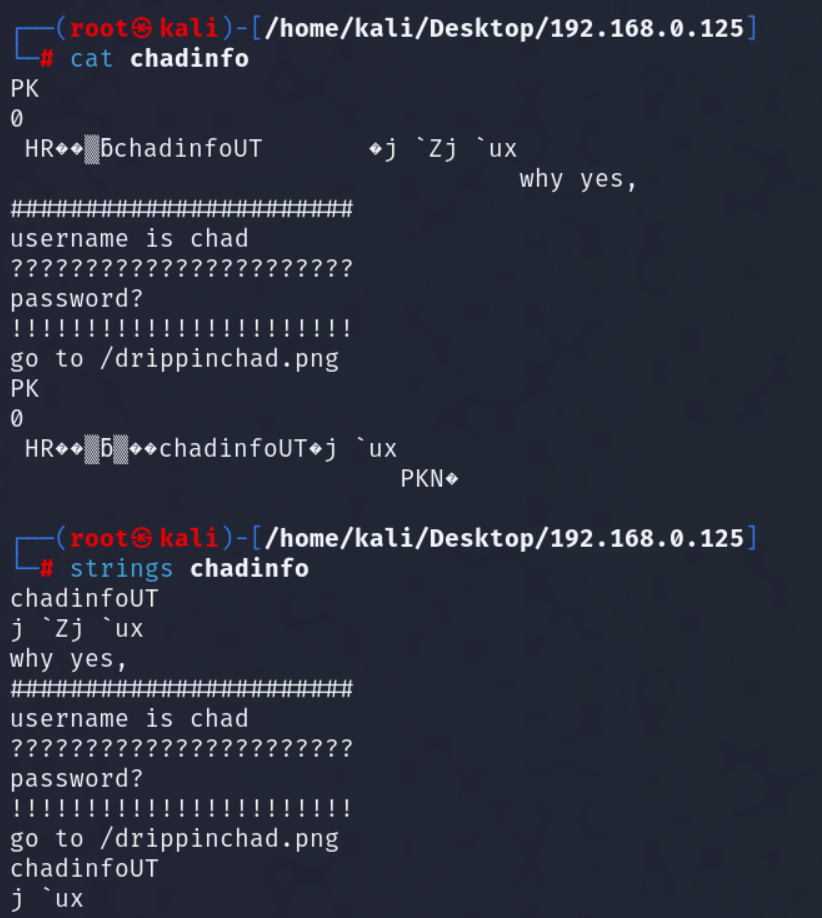 ┌──(root㉿kali)-[/home/kali/Desktop/192.168.0.125]
└─# cat chadinfo
PK
0
HR��▒ƃchadinfoUT �j `Zj `ux
why yes,
#######################
username is chad
???????????????????????
password?
!!!!!!!!!!!!!!!!!!!!!!!
go to /drippinchad.png
PK
0
HR��▒ƃ▒��chadinfoUT�j `ux
PKN�
┌──(root㉿kali)-[/home/kali/Desktop/192.168.0.125]
└─# strings chadinfo
chadinfoUT
j `Zj `ux
why yes,
#######################
username is chad
???????????????????????
password?
!!!!!!!!!!!!!!!!!!!!!!!
go to /drippinchad.png
chadinfoUT
j `ux